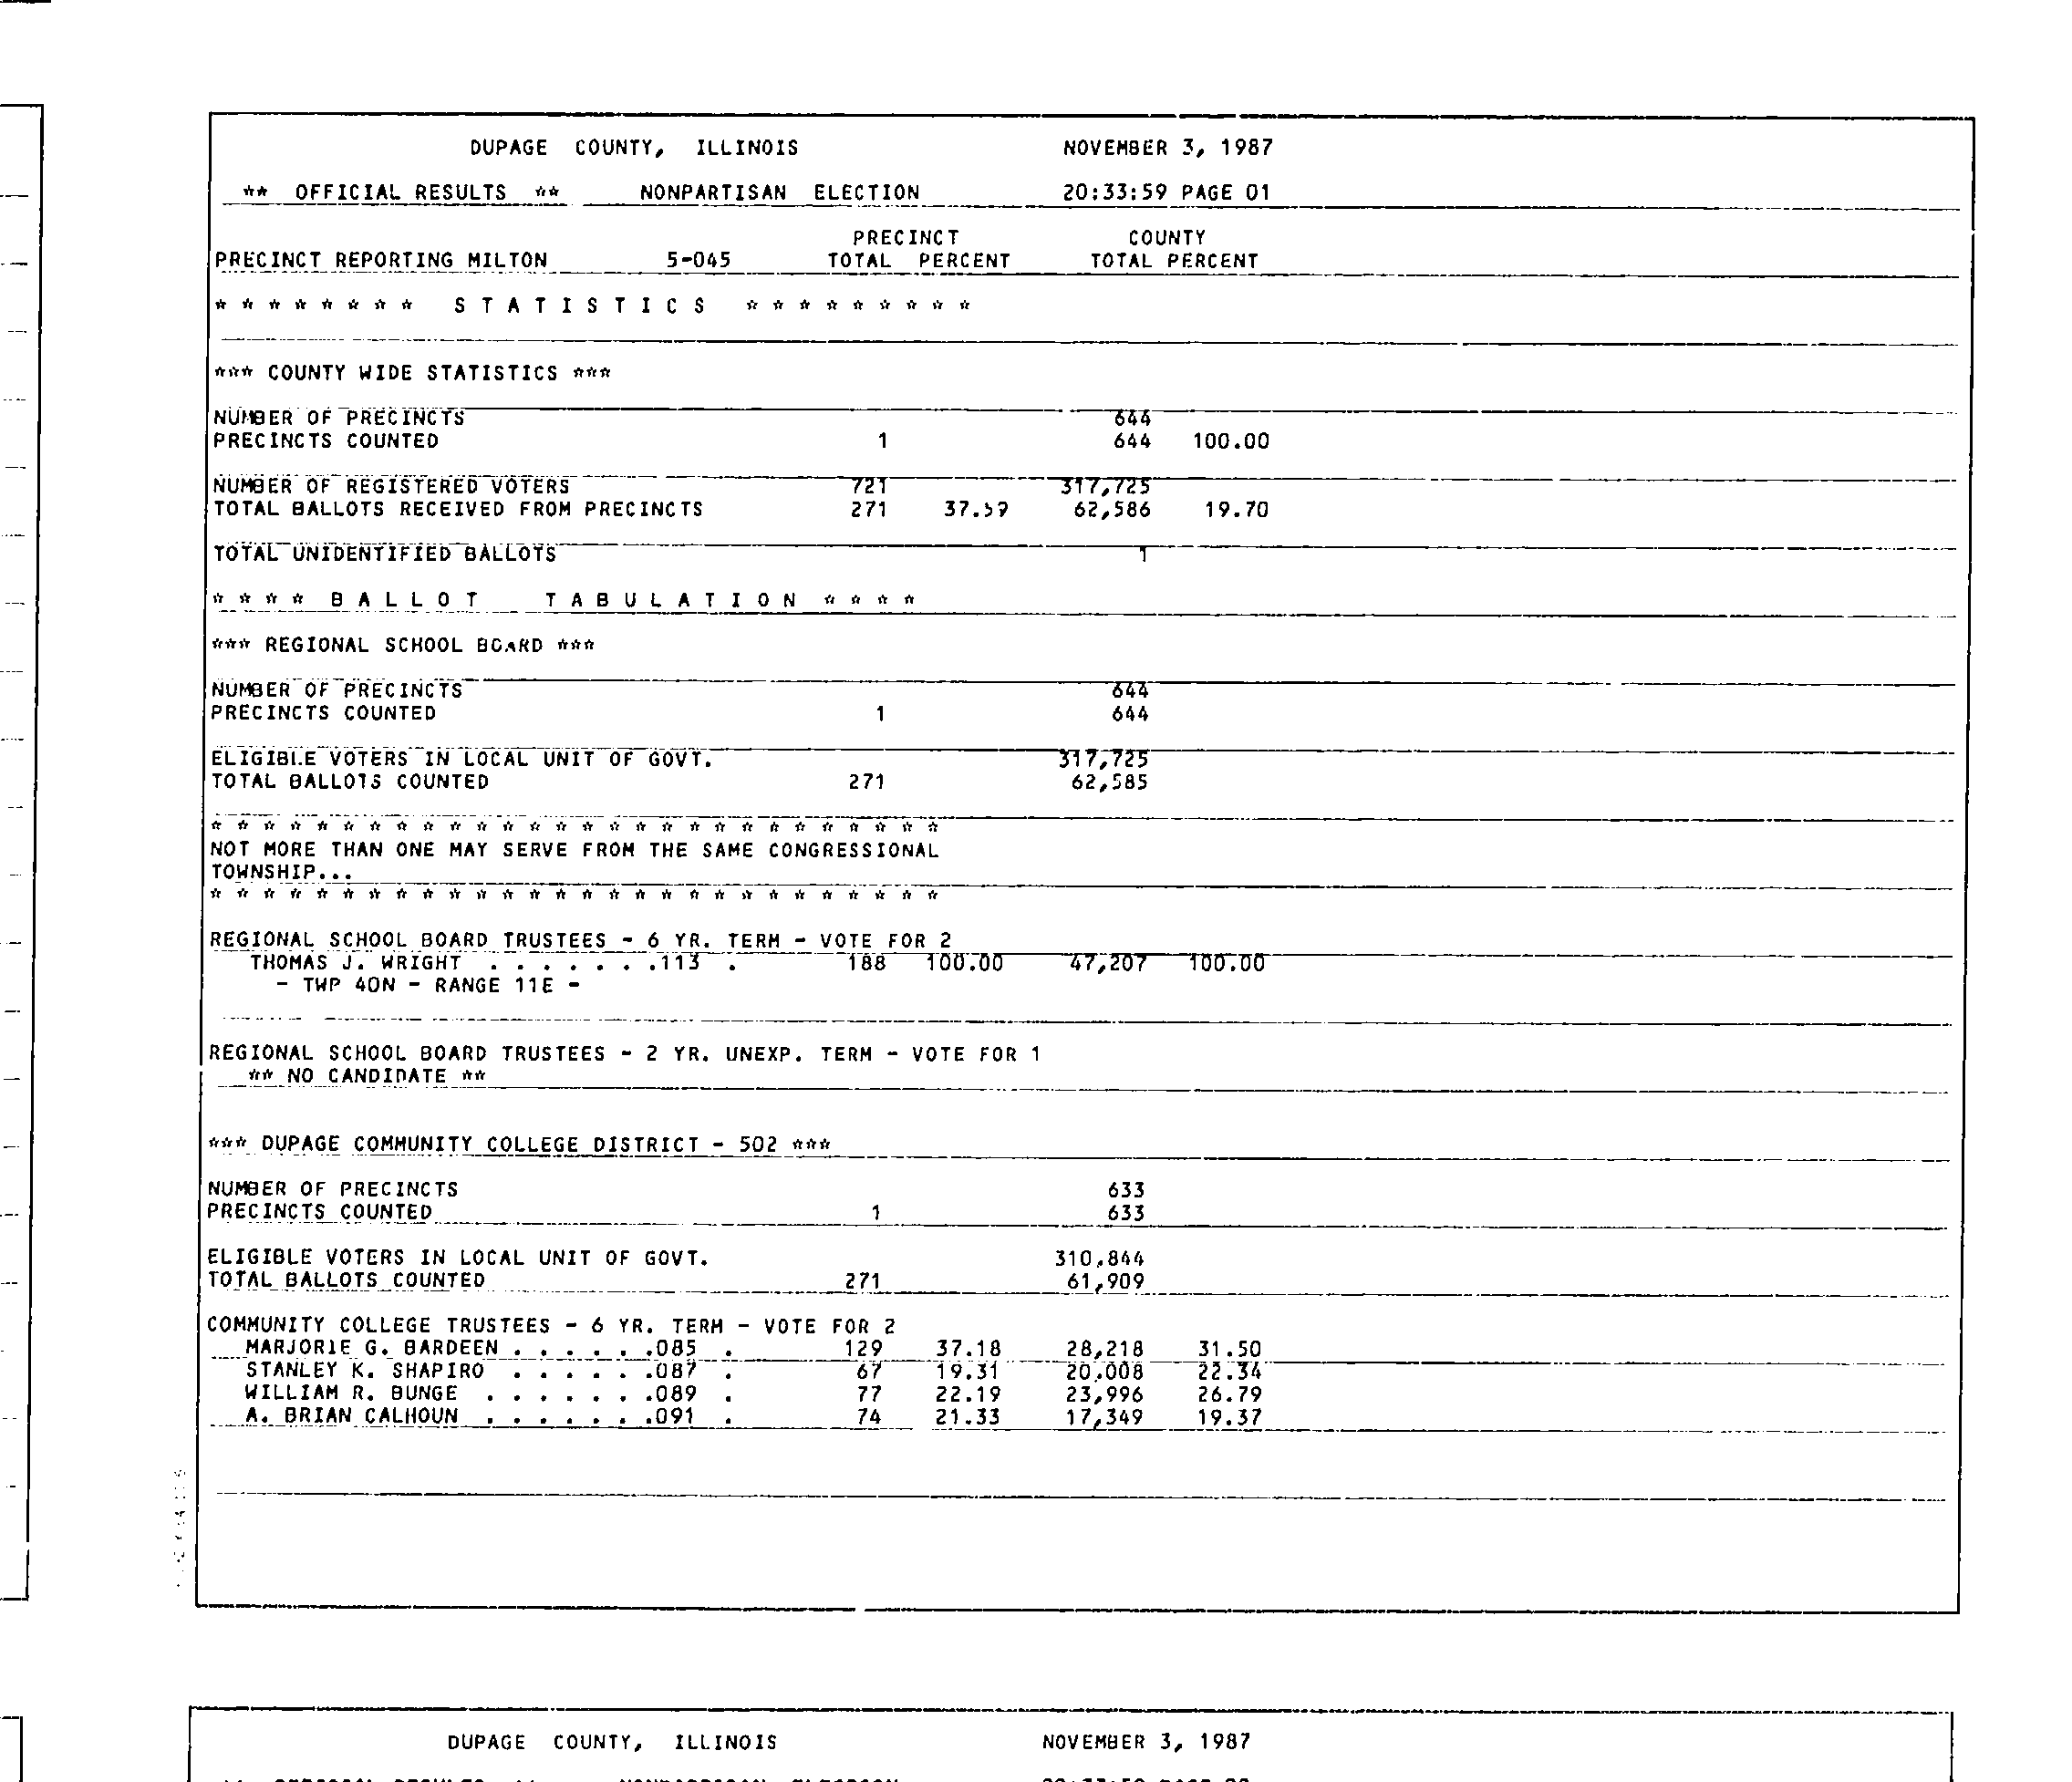 DUPAGE COUNTY, ILLINOIS NOVEMBER 3, 1987
** OFFICIAL RESULTS ** NONPARTISAN ELECTION 20:33:59 PAGE 01
PRECINCT COUNTY
PRECINCT REPORTING MILTON 5-045 TOTAL PERCENT TOTAL PERCENT
* * * * * * * * S T A T I S T I C S * * * * * * * * *
*** COUNTY WIDE STATISTICS ***
NUMBER OF PRECINCTS 644
PRECINCTS COUNTED 1 644 100.00
NUMBER OF REGISTERED VOTERS 721 317,725
TOTAL BALLOTS RECEIVED FROM PRECINCTS 271 37.59 62,586 19.70
TOTAL UNIDENTIFIED BALLOTS 1
* * * * B A L L O T T A B U L A T I O N * * * *
*** REGIONAL SCHOOL BOARD ***
NUMBER OF PRECINCTS 644
PRECINCTS COUNTED 1 644
ELIGIBLE VOTERS IN LOCAL UNIT OF GOVT. 317,725
TOTAL BALLOTS COUNTED 271 62,585
* * * * * * * * * * * * * * * * * * * * * * * * * * * *
NOT MORE THAN ONE MAY SERVE FROM THE SAME CONGRESSIONAL
TOWNSHIP...
* * * * * * * * * * * * * * * * * * * * * * * * * * * *
REGIONAL SCHOOL BOARD TRUSTEES - 6 YR. TERM - VOTE FOR 2
THOMAS J. WRIGHT . . . . . . .113 . 188 100.00 47,207 100.00
- TWP 40N - RANGE 11E -
REGIONAL SCHOOL BOARD TRUSTEES - 2 YR. UNEXP. TERM - VOTE FOR 1
** NO CANDIDATE **
*** DUPAGE COMMUNITY COLLEGE DISTRICT - 502 ***
NUMBER OF PRECINCTS 633
PRECINCTS COUNTED 1 633
ELIGIBLE VOTERS IN LOCAL UNIT OF GOVT. 310,844
TOTAL BALLOTS COUNTED 271 61,909
COMMUNITY COLLEGE TRUSTEES - 6 YR. TERM - VOTE FOR 2
MARJORIE G. BARDEEN . . . . . .085 . 129 37.18 28,218 31.50
STANLEY K. SHAPIRO . . . . . .087 . 67 19.31 20,008 22.34
WILLIAM R. BUNGE . . . . . . .089 . 77 22.19 23,996 26.79
A. BRIAN CALHOUN . . . . . . .091 . 74 21.33 17,349 19.37
DUPAGE COUNTY, ILLINOIS NOVEMBER 3, 1987